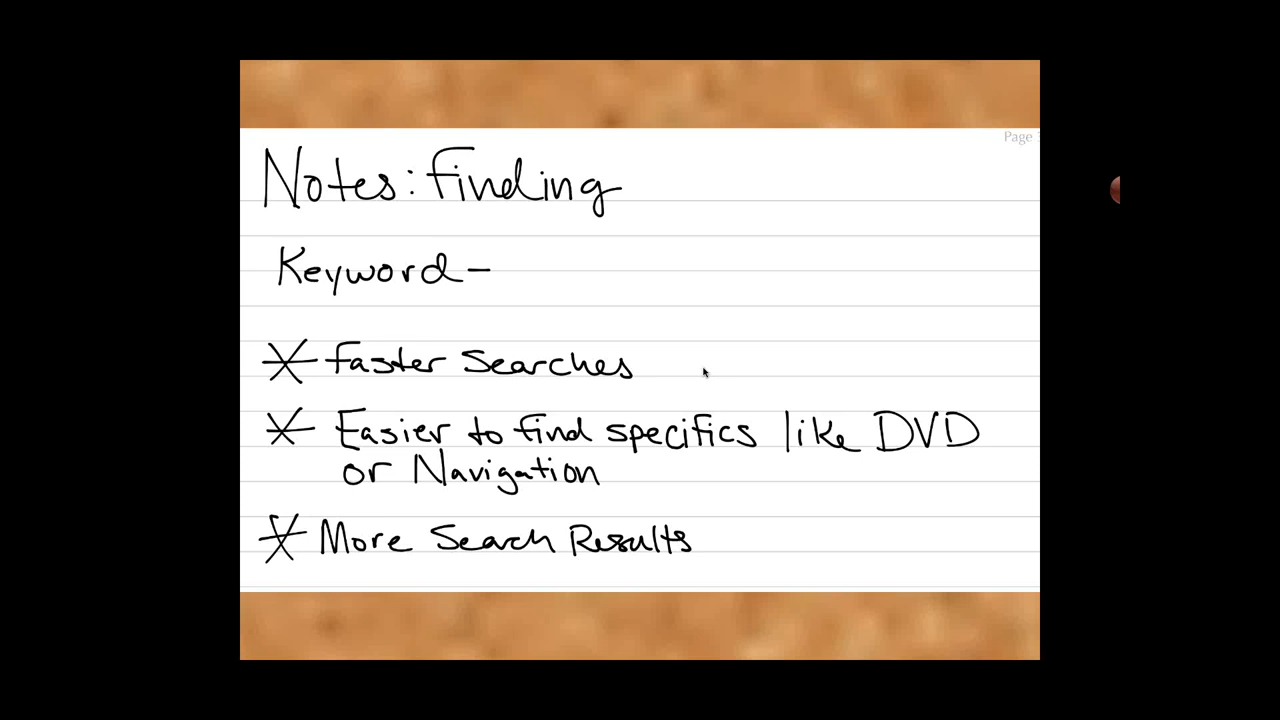 Page
Notes: Finding
Keyword-
* Faster Searches
* Easier to find specifics like DVD
or Navigation
* More Search Results